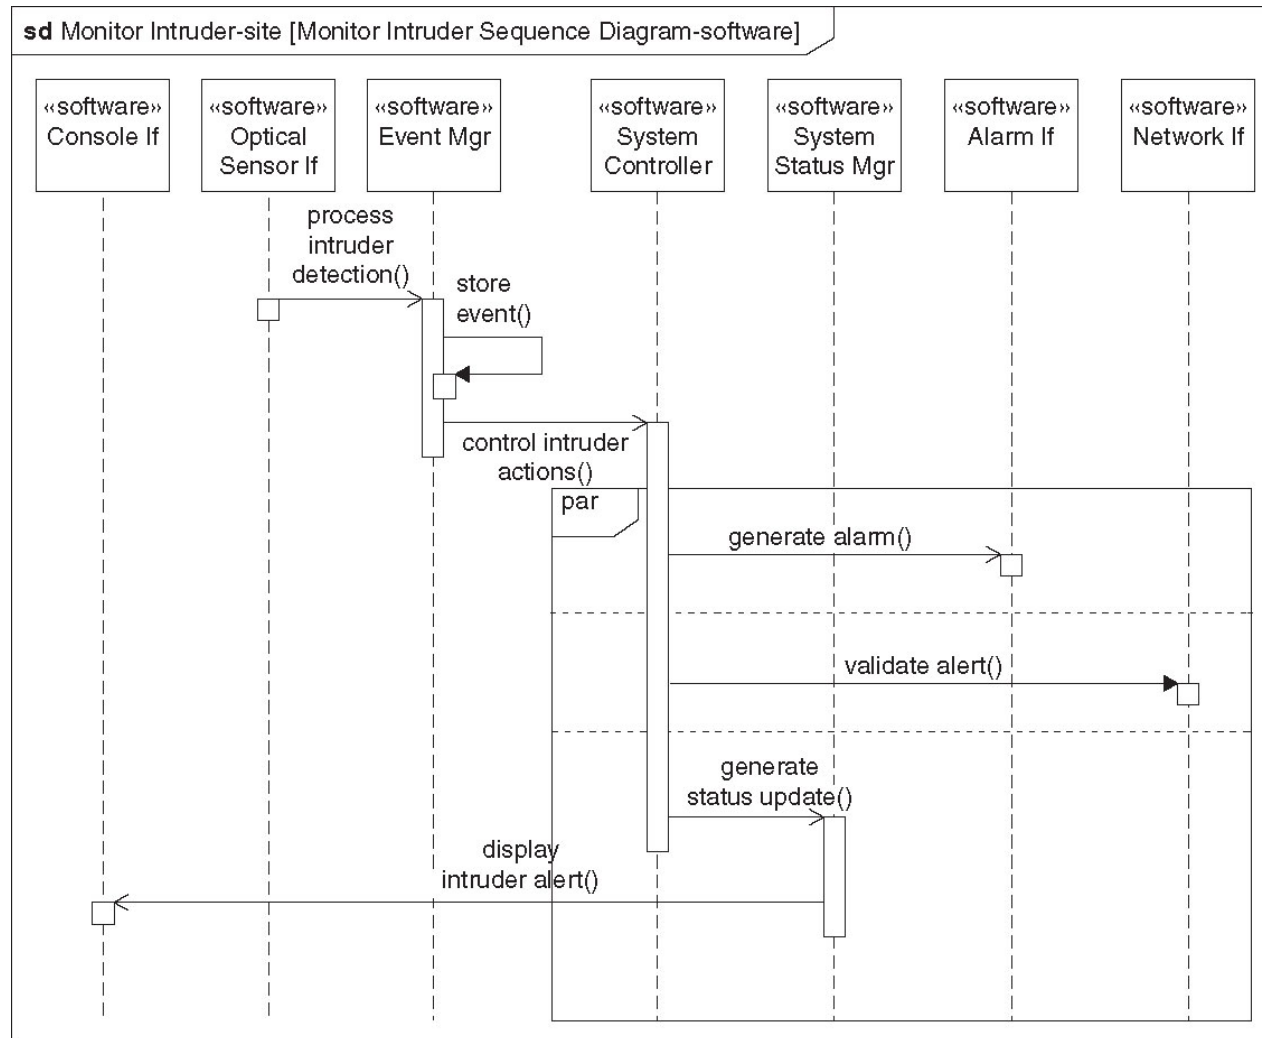 sd Monitor Intruder-site [Monitor Intruder Sequence Diagram-software]
«software»
Console If
«software»
Optical
Sensor If
«software»
Event Mgr
«software»
System
Controller
«software»
System
Status Mgr
«software»
Alarm If
«software»
Network If
process
intruder
detection()
store
event()
control intruder
actions()
par
generate alarm()
validate alert()
generate
status update()
display
intruder alert()